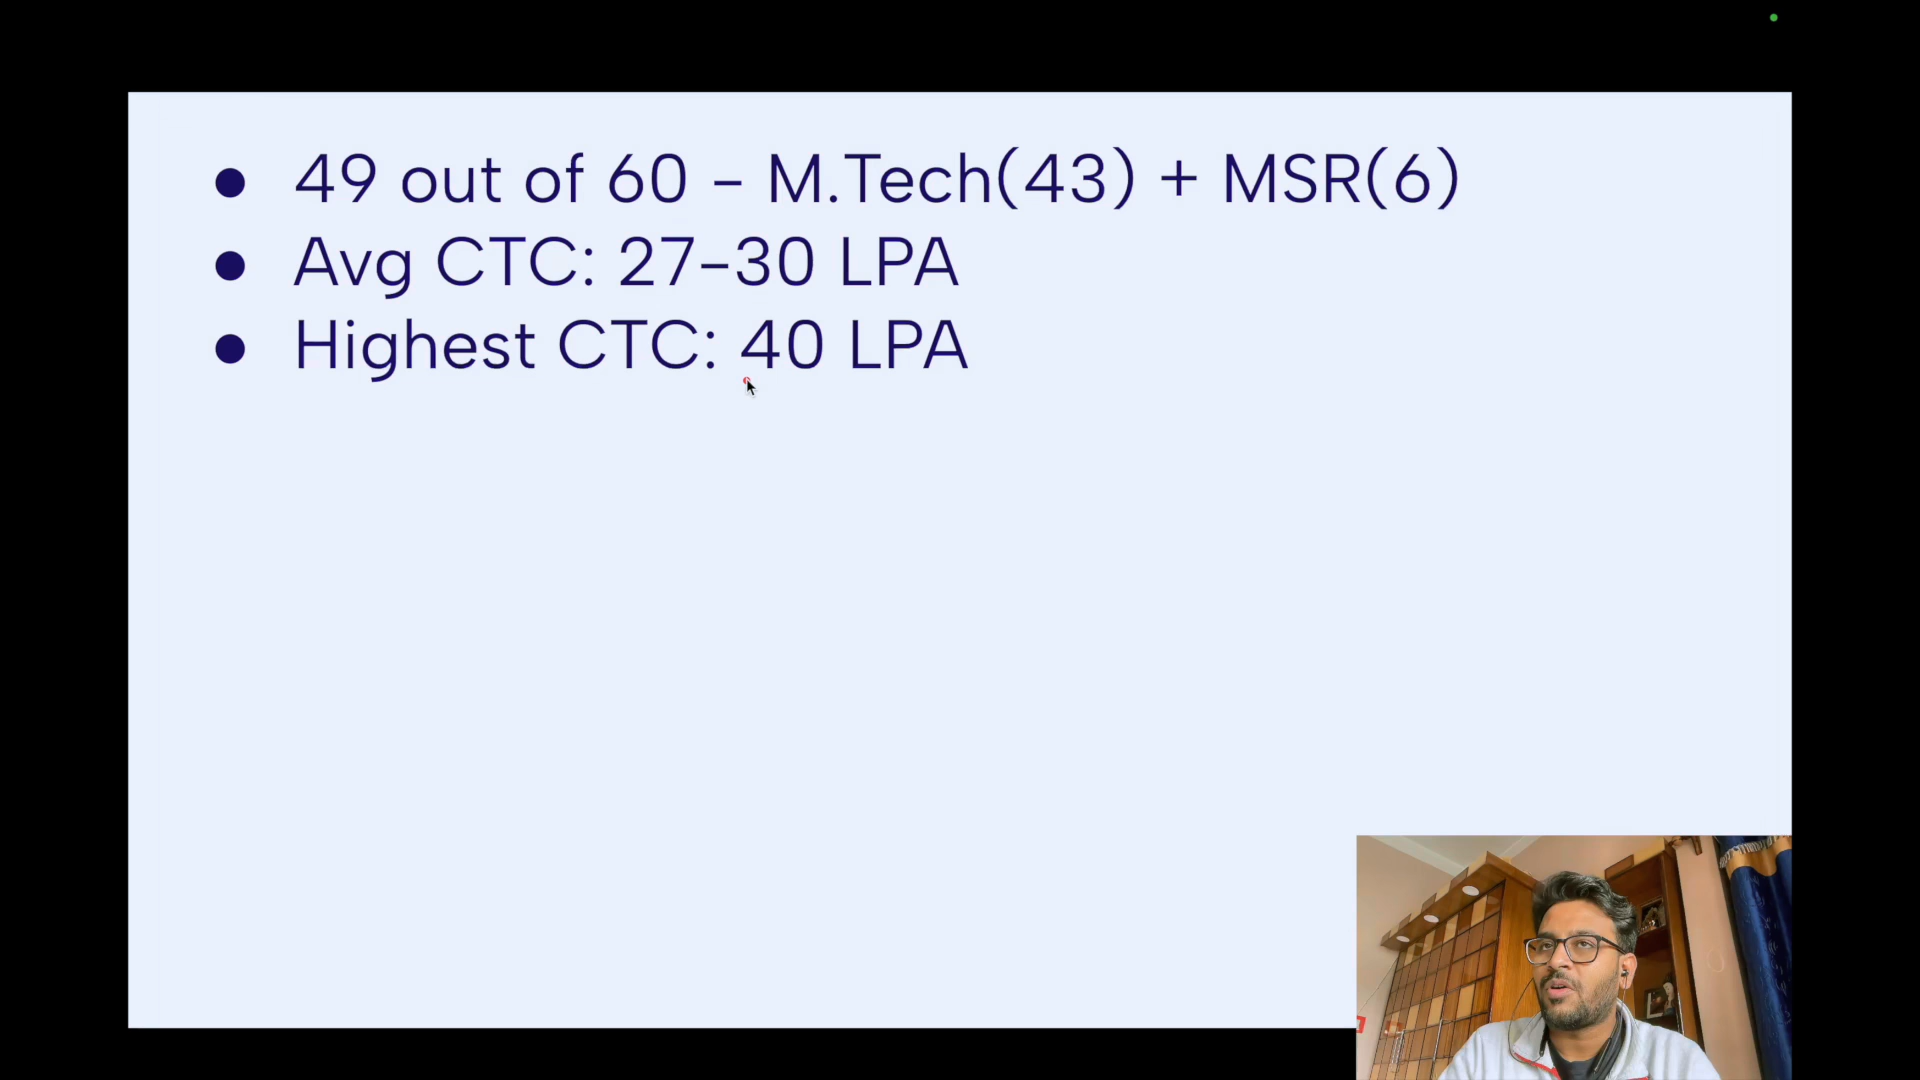 ● 49 out of 60 – M.Tech(43) + MSR(6)
● Avg CTC: 27–30 LPA
● Highest CTC: 40 LPA